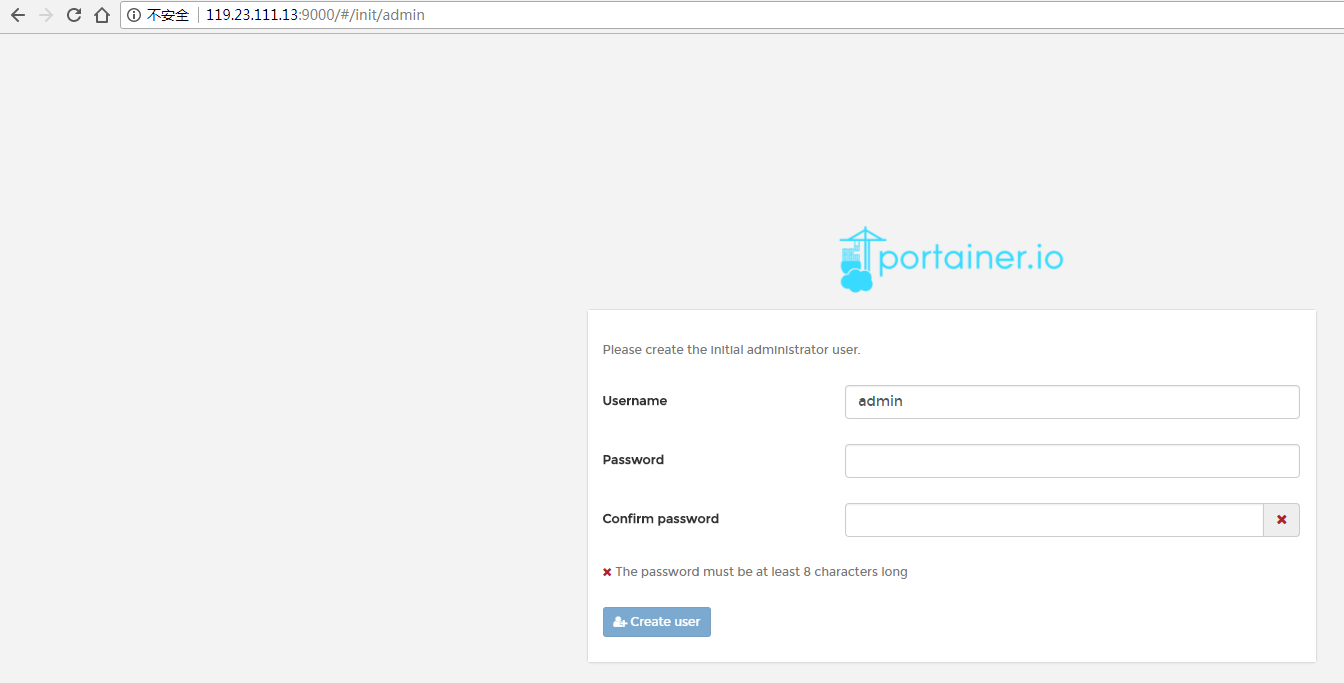 不安全 119.23.111.13:9000/#/init/admin
portainer.io
Please create the initial administrator user.
Username admin
Password
Confirm password
The password must be at least 8 characters long
Create user